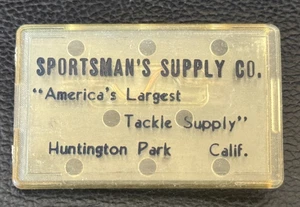 SPORTSMAN'S SUPPLY CO.
"America's Largest
Tackle Supply"
Huntington Park Calif.